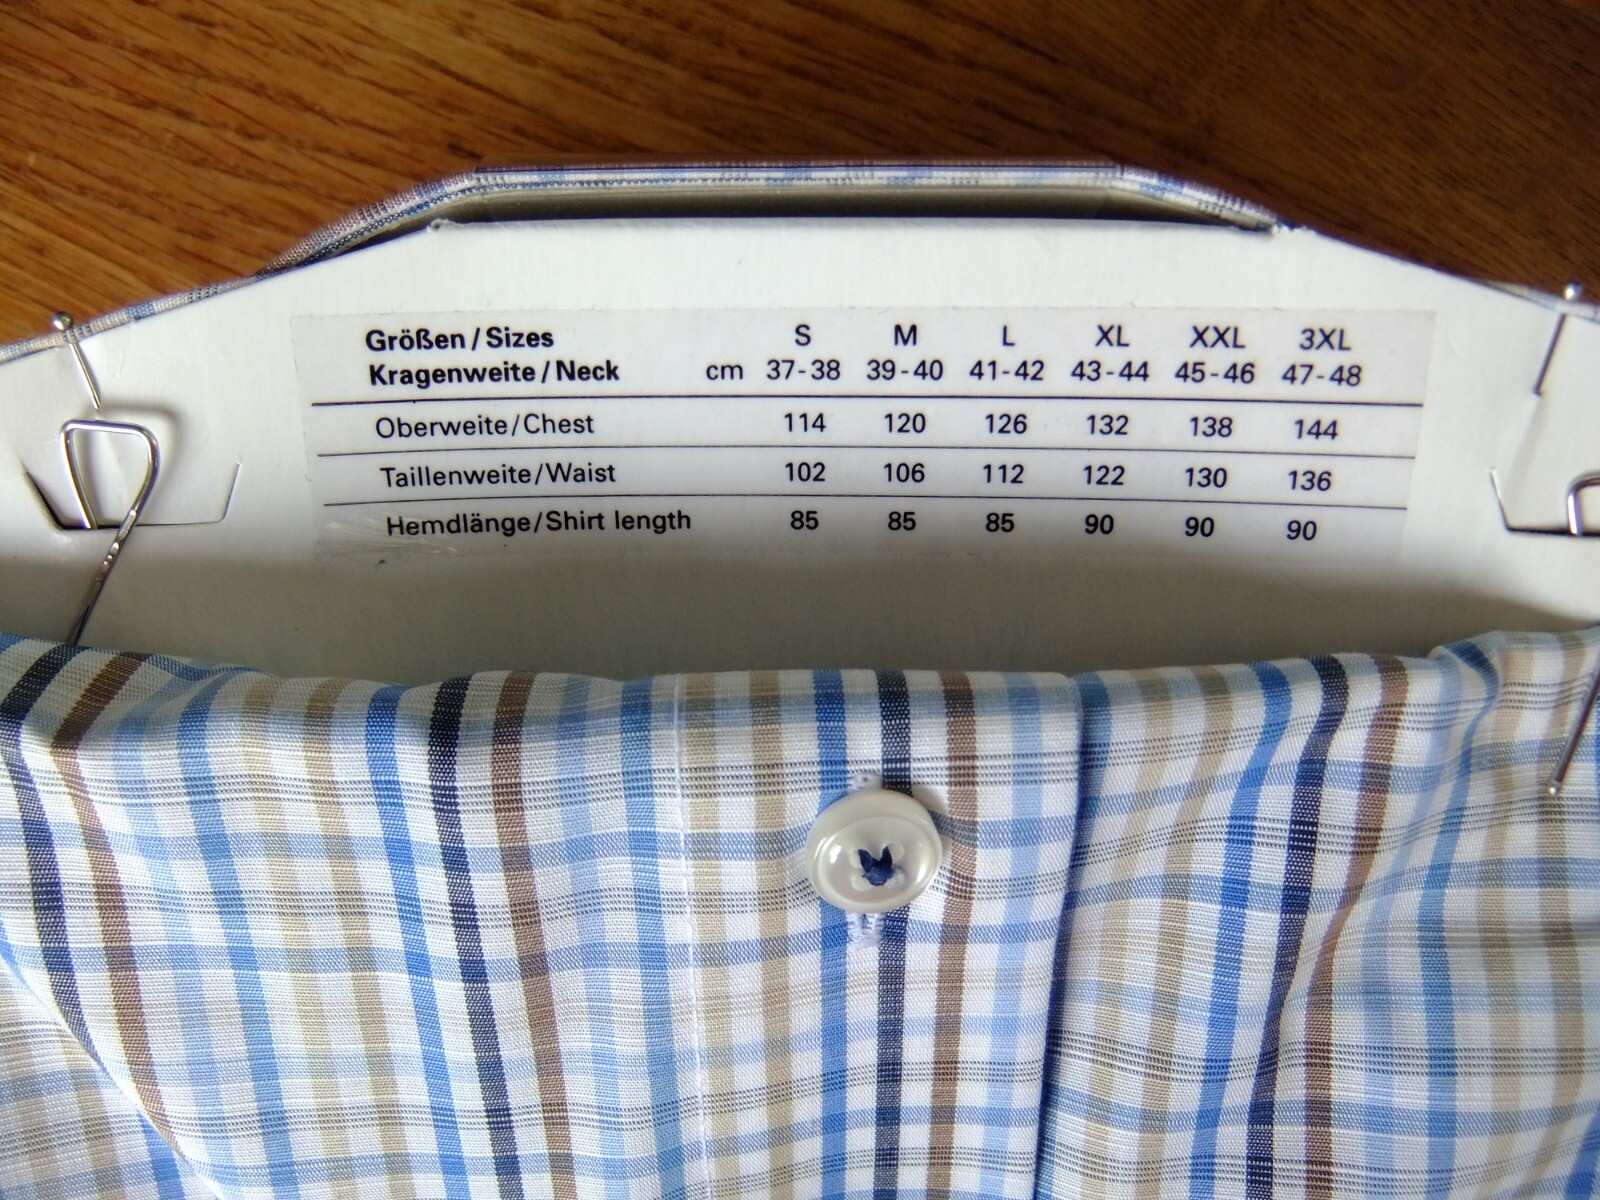 Größen / Sizes S M L XL XXL 3XL
Kragenweite / Neck cm 37-38 39-40 41-42 43-44 45-46 47-48
Oberweite/Chest 114 120 126 132 138 144
Taillenweite/Waist 102 106 112 122 130 136
Hemdlänge/Shirt length 85 85 85 90 90 90